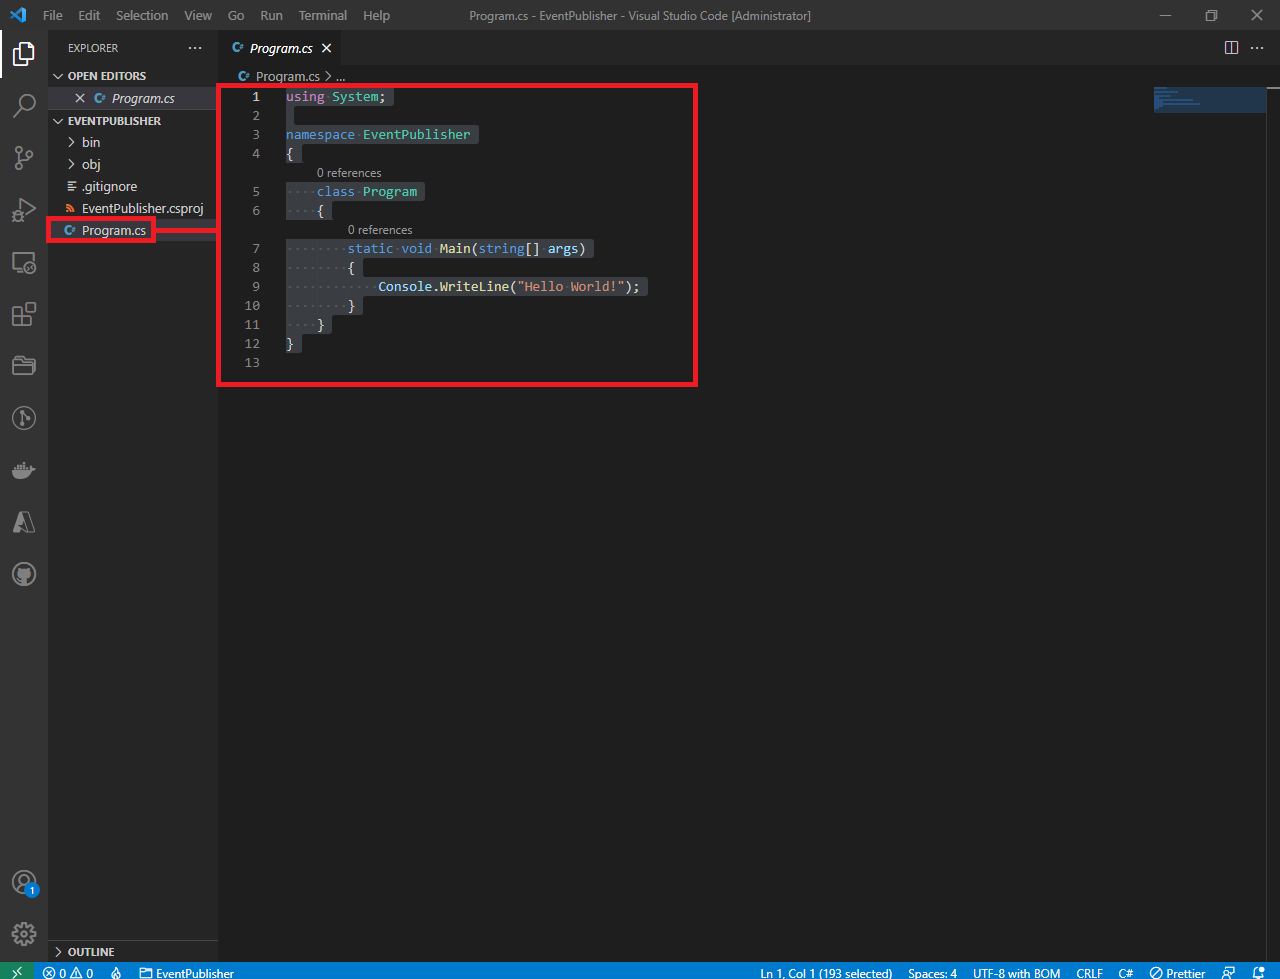 File Edit Selection View Go Run Terminal Help
Program.cs - EventPublisher - Visual Studio Code [Administrator]
EXPLORER
OPEN EDITORS
Program.cs
EVENTPUBLISHER
bin
obj
.gitignore
EventPublisher.csproj
Program.cs
OUTLINE
Program.cs
Program.cs > ...
1 using System;
2
3 namespace EventPublisher
4 {
0 references
5 class Program
6 {
0 references
7 static void Main(string[] args)
8 {
9 Console.WriteLine("Hello World!");
10 }
11 }
12 }
13
1
0 0 EventPublisher
Ln 1, Col 1 (193 selected) Spaces: 4 UTF-8 with BOM CRLF C# Prettier